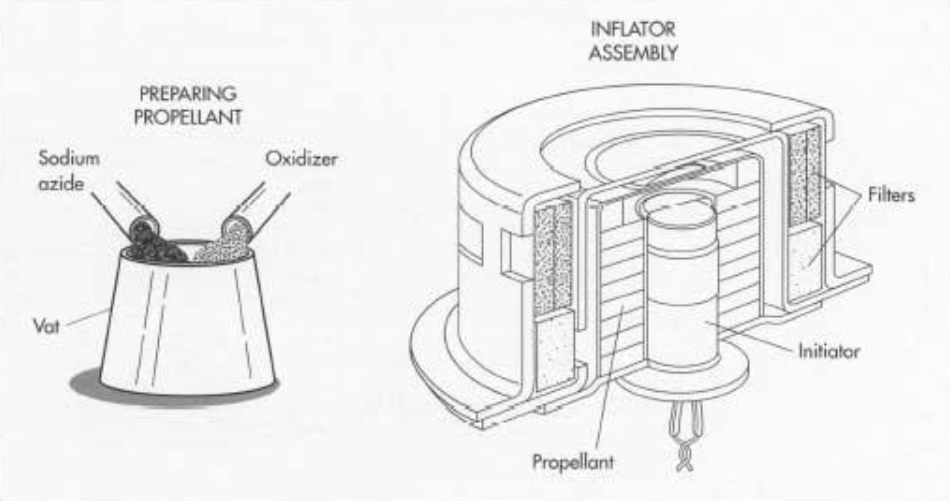 PREPARING
PROPELLANT
Sodium
azide
Oxidizer
Vat
INFLATOR
ASSEMBLY
Filters
Initiator
Propellant